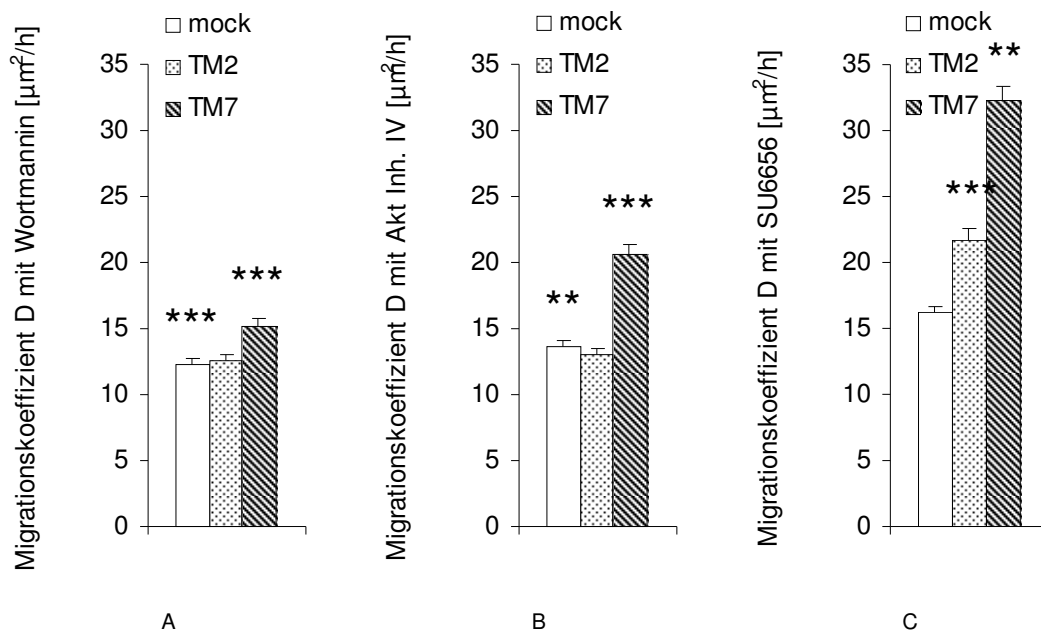 mock
TM2
TM7
Migrationskoeffizient D mit Wortmannin [µm²/h]
35
30
25
20
15
10
5
0
***
***
A
mock
TM2
TM7
Migrationskoeffizient D mit Akt Inh. IV [µm²/h]
35
30
25
20
15
10
5
0
**
***
B
mock
TM2
TM7
Migrationskoeffizient D mit SU6656 [µm²/h]
35
30
25
20
15
10
5
0
***
**
C